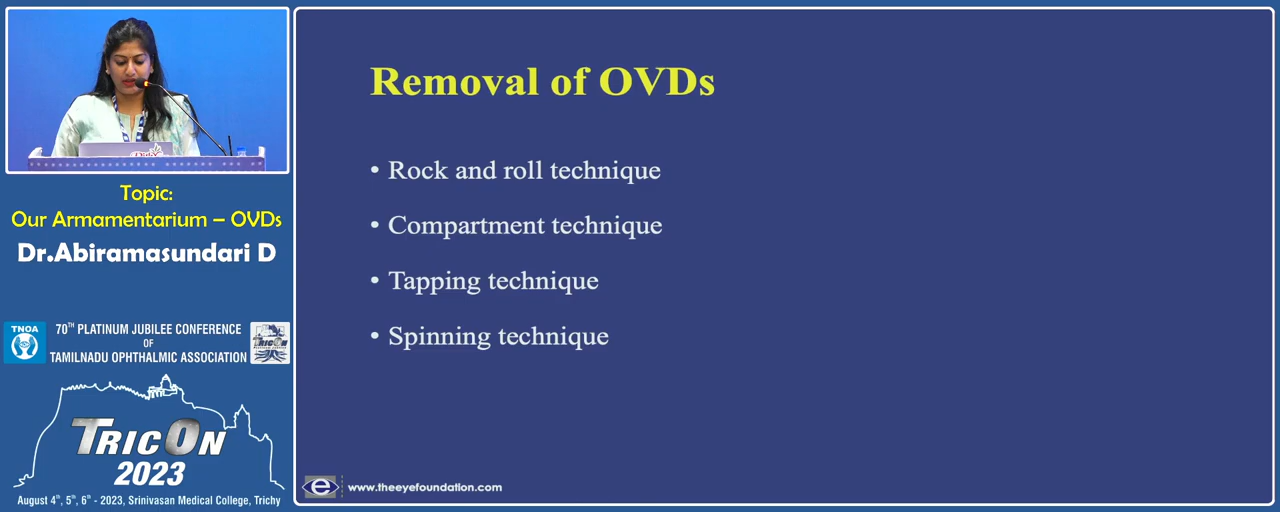 Topic:
Our Armamentarium – OVDs
Dr.Abiramasundari D
TNOA
70TH PLATINUM JUBILEE CONFERENCE
OF
TAMILNADU OPHTHALMIC ASSOCIATION
TRICON
2023
August 4th, 5th, 6th - 2023, Srinivasan Medical College, Trichy
Removal of OVDs
• Rock and roll technique
• Compartment technique
• Tapping technique
• Spinning technique
e
www.theeyefoundation.com